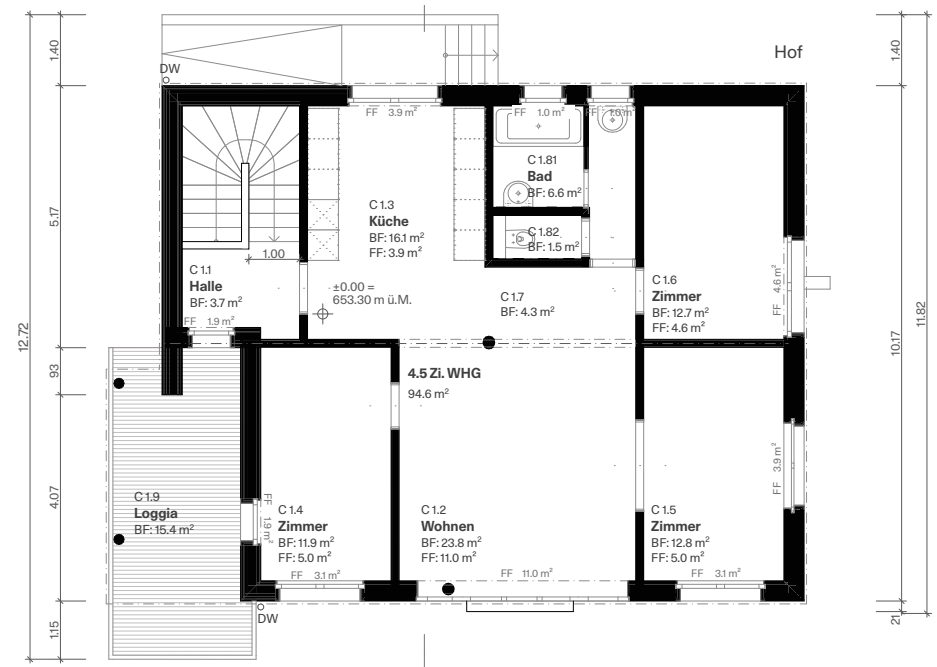 Hof
DW
1.40
5.17
12.72
93
4.07
1.15
1.40
10.17
11.82
21
FF 3.9 m²
FF 1.0 m²
FF 1.0 m²
C 1.81
Bad
BF: 6.6 m²
C 1.82
BF: 1.5 m²
C 1.3
Küche
BF: 16.1 m²
FF: 3.9 m²
1.00
C 1.1
Halle
BF: 3.7 m²
FF 1.9 m²
±0.00 =
653.30 m ü.M.
C 1.7
BF: 4.3 m²
C 1.6
Zimmer
BF: 12.7 m²
FF: 4.6 m²
FF 4.6 m²
4.5 Zi. WHG
94.6 m²
C 1.9
Loggia
BF: 15.4 m²
FF 1.9 m²
C 1.4
Zimmer
BF: 11.9 m²
FF: 5.0 m²
FF 3.1 m²
C 1.2
Wohnen
BF: 23.8 m²
FF: 11.0 m²
FF 11.0 m²
C 1.5
Zimmer
BF: 12.8 m²
FF: 5.0 m²
FF 3.1 m²
FF 3.9 m²
DW